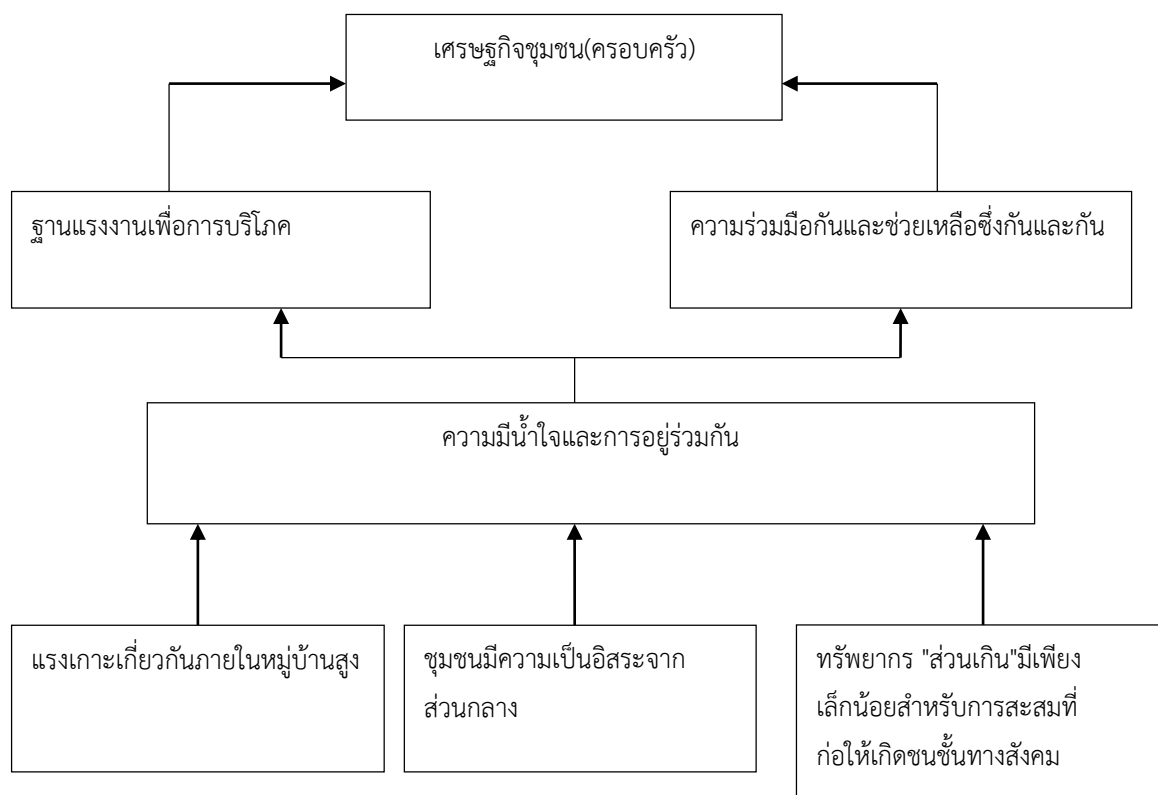 เศรษฐกิจชุมชน(ครอบครัว)
ฐานแรงงานเพื่อการบริโภค
ความร่วมมือกันและช่วยเหลือซึ่งกันและกัน
ความมีน้ำใจและการอยู่ร่วมกัน
แรงเกาะเกี่ยวกันภายในหมู่บ้านสูง
ชุมชนมีความเป็นอิสระจาก
ส่วนกลาง
ทรัพยากร "ส่วนเกิน"มีเพียง
เล็กน้อยสำหรับการสะสมที่
ก่อให้เกิดชนชั้นทางสังคม